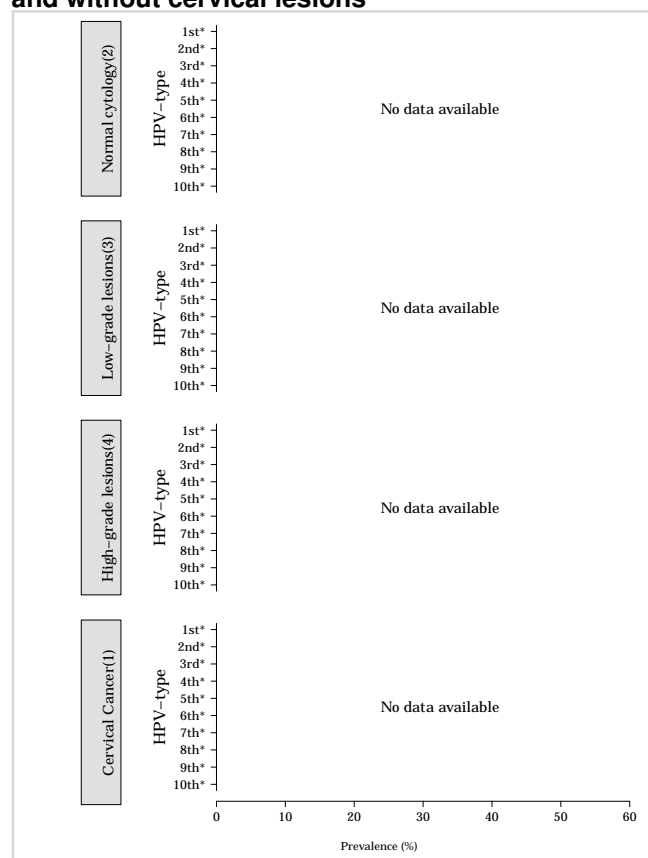 and without cervical lesions
Normal cytology(2)
HPV−type
1st*
2nd*
3rd*
4th*
5th*
6th*
7th*
8th*
9th*
10th*
No data available
Low−grade lesions(3)
HPV−type
1st*
2nd*
3rd*
4th*
5th*
6th*
7th*
8th*
9th*
10th*
No data available
High−grade lesions(4)
HPV−type
1st*
2nd*
3rd*
4th*
5th*
6th*
7th*
8th*
9th*
10th*
No data available
Cervical Cancer(1)
HPV−type
1st*
2nd*
3rd*
4th*
5th*
6th*
7th*
8th*
9th*
10th*
No data available
0 10 20 30 40 50 60
Prevalence (%)